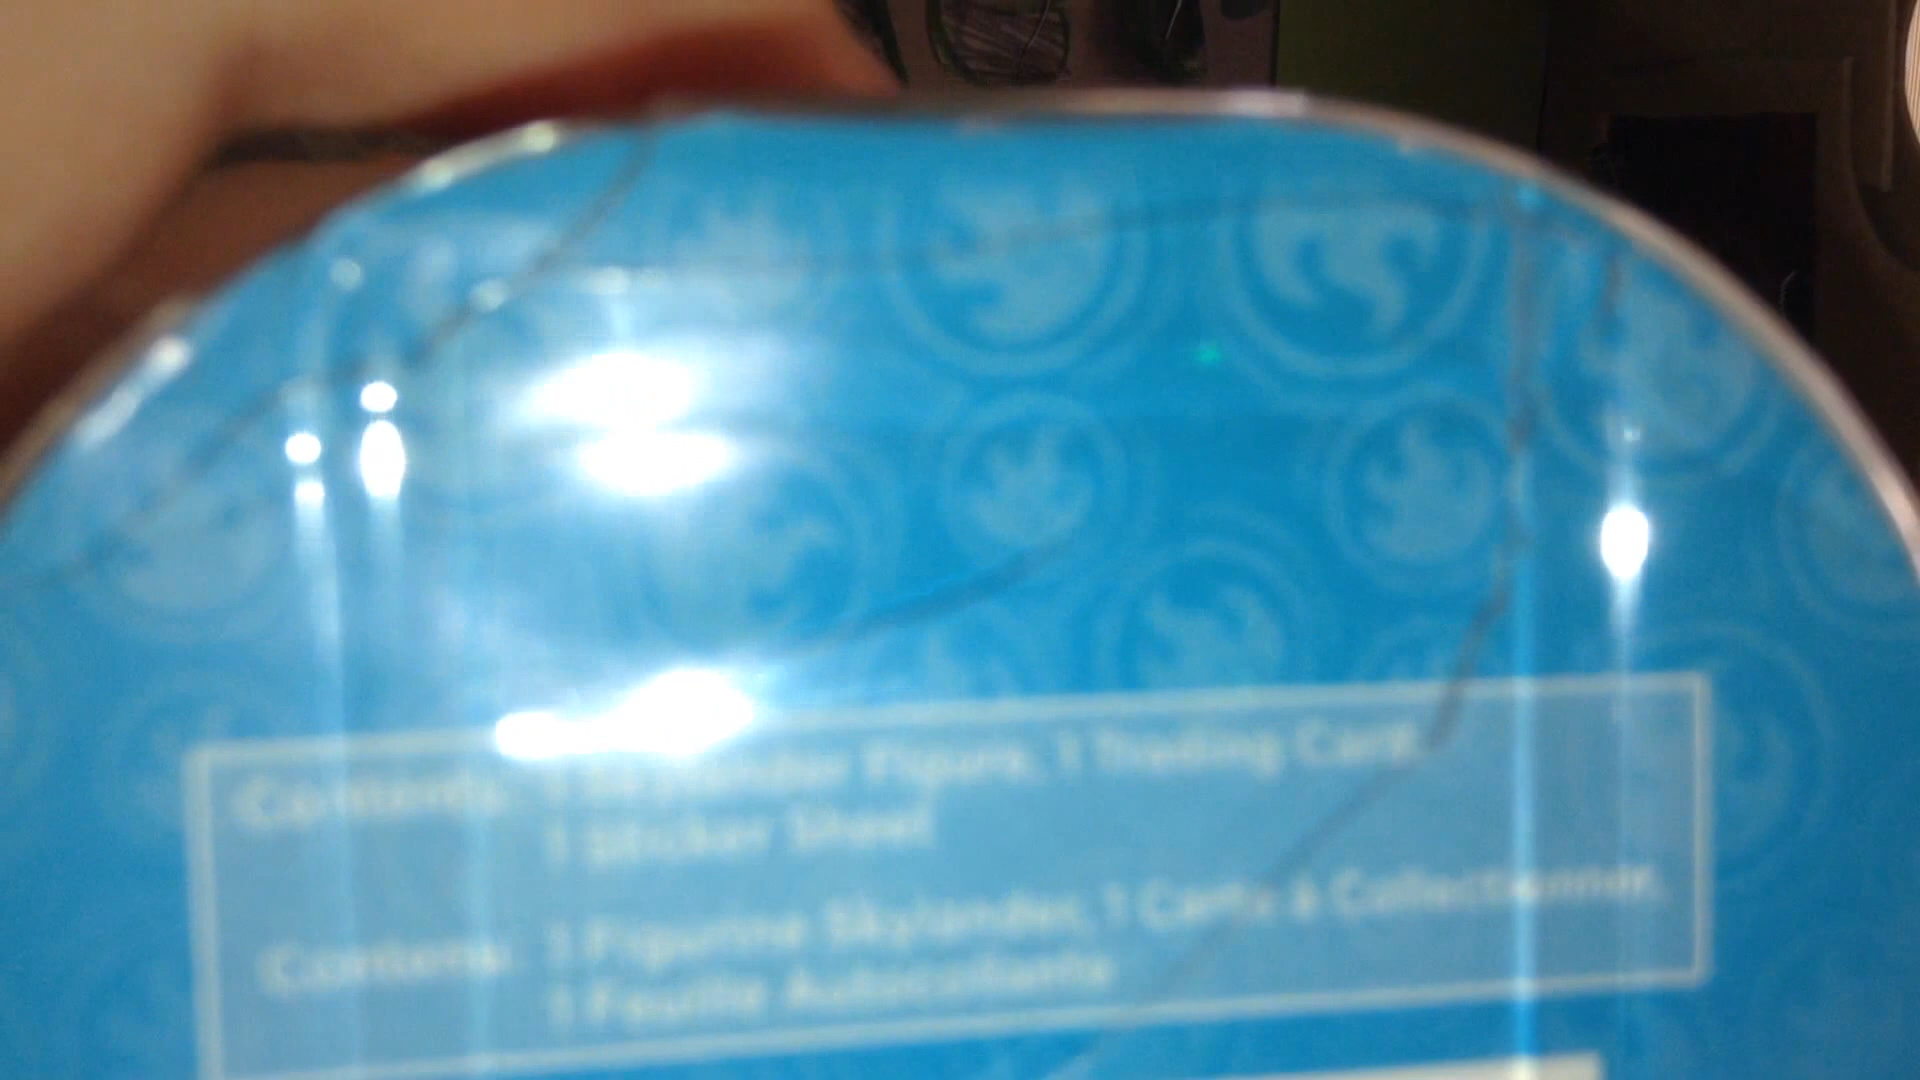 Contents: 1 Skylander Figure, 1 Trading Card,
1 Sticker Sheet
Contenu: 1 Figurine Skylander, 1 Carte à Collectionner,
1 Feuille Autocollante